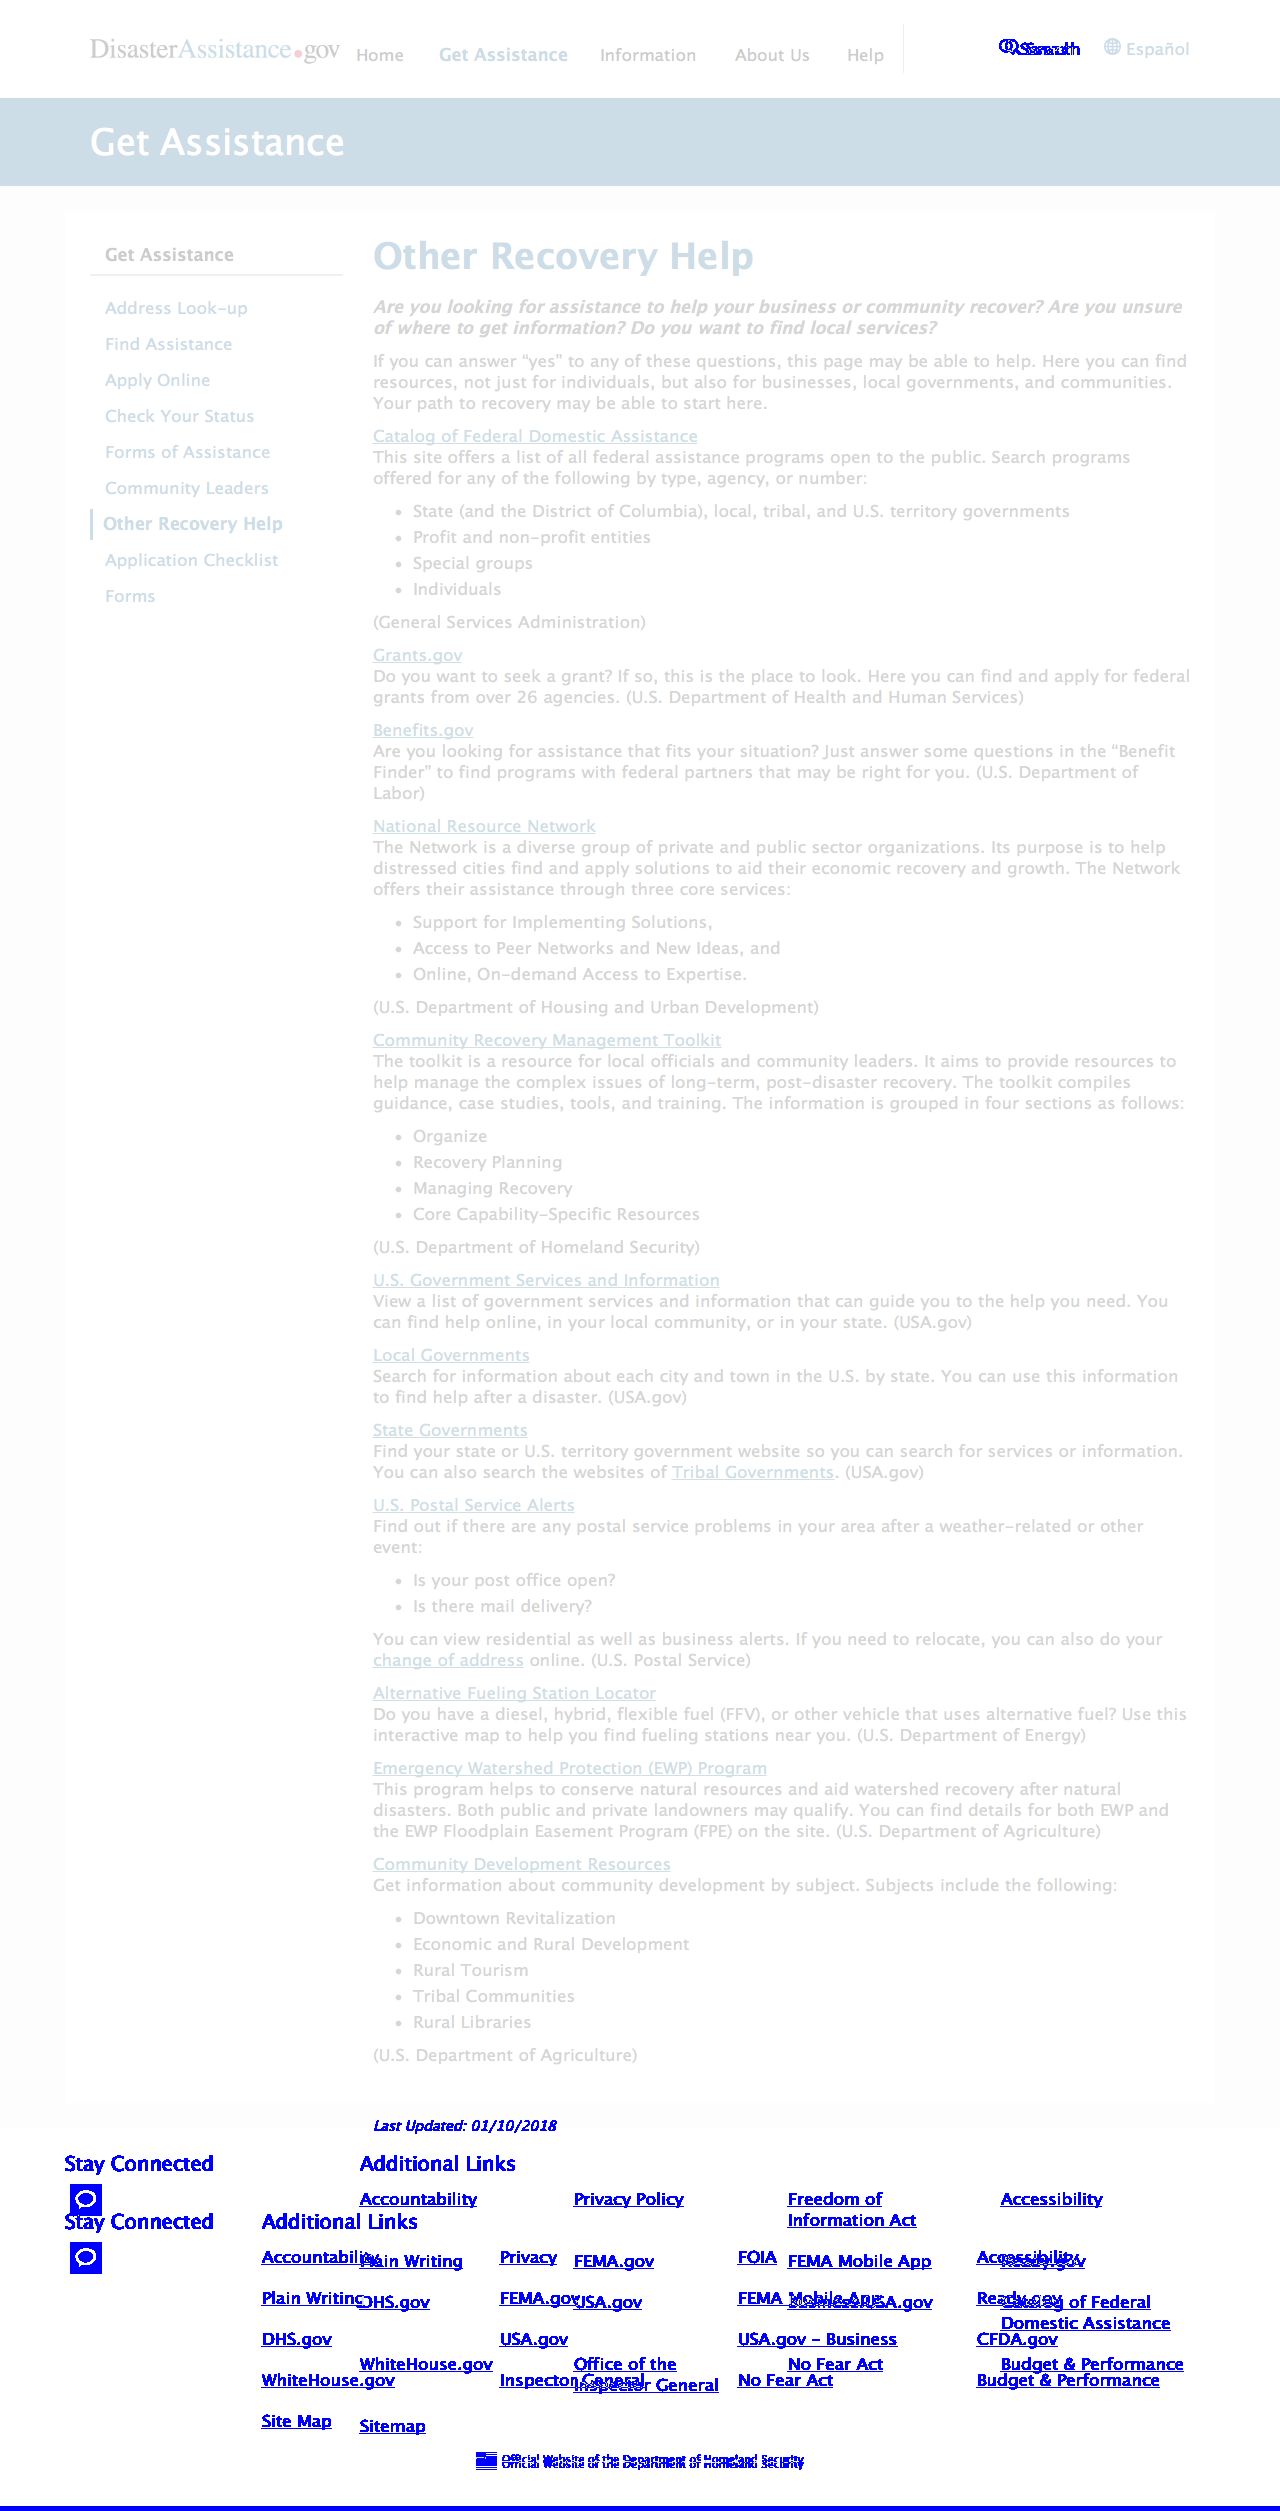 DisasterAssistance.gov Home Get Assistance Information About Us Help Search Español
Get Assistance
Get Assistance
Address Look-up
Find Assistance
Apply Online
Check Your Status
Forms of Assistance
Community Leaders
Other Recovery Help
Application Checklist
Forms
Other Recovery Help
Are you looking for assistance to help your business or community recover? Are you unsure
of where to get information? Do you want to find local services?
If you can answer “yes” to any of these questions, this page may be able to help. Here you can find
resources, not just for individuals, but also for businesses, local governments, and communities.
Your path to recovery may be able to start here.
Catalog of Federal Domestic Assistance
This site offers a list of all federal assistance programs open to the public. Search programs
offered for any of the following by type, agency, or number:
• State (and the District of Columbia), local, tribal, and U.S. territory governments
• Profit and non-profit entities
• Special groups
• Individuals
(General Services Administration)
Grants.gov
Do you want to seek a grant? If so, this is the place to look. Here you can find and apply for federal
grants from over 26 agencies. (U.S. Department of Health and Human Services)
Benefits.gov
Are you looking for assistance that fits your situation? Just answer some questions in the “Benefit
Finder” to find programs with federal partners that may be right for you. (U.S. Department of
Labor)
National Resource Network
The Network is a diverse group of private and public sector organizations. Its purpose is to help
distressed cities find and apply solutions to aid their economic recovery and growth. The Network
offers their assistance through three core services:
• Support for Implementing Solutions,
• Access to Peer Networks and New Ideas, and
• Online, On-demand Access to Expertise.
(U.S. Department of Housing and Urban Development)
Community Recovery Management Toolkit
The toolkit is a resource for local officials and community leaders. It aims to provide resources to
help manage the complex issues of long-term, post-disaster recovery. The toolkit compiles
guidance, case studies, tools, and training. The information is grouped in four sections as follows:
• Organize
• Recovery Planning
• Managing Recovery
• Core Capability-Specific Resources
(U.S. Department of Homeland Security)
U.S. Government Services and Information
View a list of government services and information that can guide you to the help you need. You
can find help online, in your local community, or in your state. (USA.gov)
Local Governments
Search for information about each city and town in the U.S. by state. You can use this information
to find help after a disaster. (USA.gov)
State Governments
Find your state or U.S. territory government website so you can search for services or information.
You can also search the websites of Tribal Governments. (USA.gov)
U.S. Postal Service Alerts
Find out if there are any postal service problems in your area after a weather-related or other
event:
• Is your post office open?
• Is there mail delivery?
You can view residential as well as business alerts. If you need to relocate, you can also do your
change of address online. (U.S. Postal Service)
Alternative Fueling Station Locator
Do you have a diesel, hybrid, flexible fuel (FFV), or other vehicle that uses alternative fuel? Use this
interactive map to help you find fueling stations near you. (U.S. Department of Energy)
Emergency Watershed Protection (EWP) Program
This program helps to conserve natural resources and aid watershed recovery after natural
disasters. Both public and private landowners may qualify. You can find details for both EWP and
the EWP Floodplain Easement Program (FPE) on the site. (U.S. Department of Agriculture)
Community Development Resources
Get information about community development by subject. Subjects include the following:
• Downtown Revitalization
• Economic and Rural Development
• Rural Tourism
• Tribal Communities
• Rural Libraries
(U.S. Department of Agriculture)
Last Updated: 01/10/2018
Stay Connected Additional Links
Accountability Privacy Policy Freedom of Accessibility
Information Act
Stay Connected Additional Links
Accountability Privacy FOIA Accessibility
Plain Writing FEMA.gov FEMA Mobile App Ready.gov
Plain Writing FEMA.gov FEMA Mobile App Ready.gov
DHS.gov USA.gov BusinessUSA.gov Catalog of Federal
Domestic Assistance
DHS.gov USA.gov USA.gov - Business CFDA.gov
WhiteHouse.gov Office of the No Fear Act Budget & Performance
Inspector General
WhiteHouse.gov Inspector General No Fear Act Budget & Performance
Site Map Sitemap
Official Website of the Department of Homeland Security